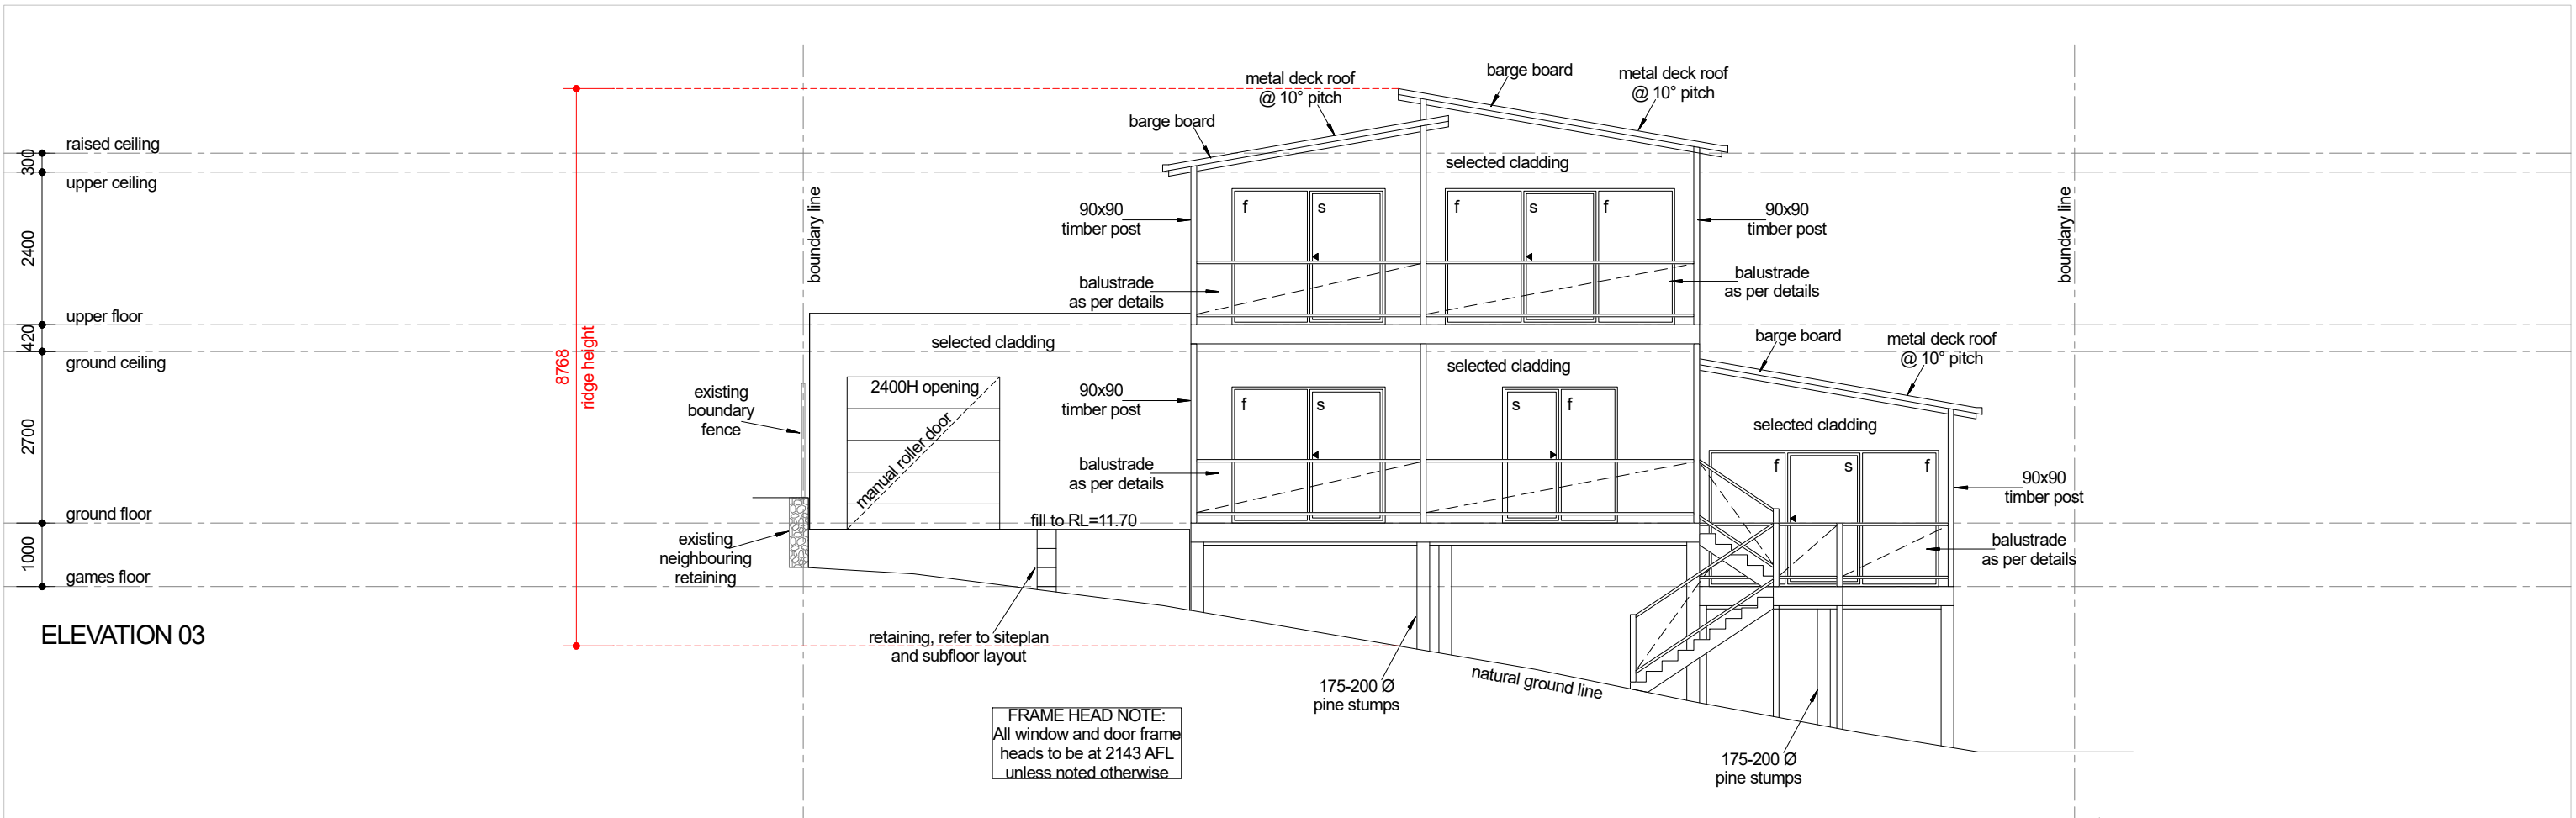 raised ceiling
300
upper ceiling
2400
upper floor
420
ground ceiling
2700
ground floor
1000
games floor
ELEVATION 03
8768
ridge height
boundary line
existing
boundary
fence
existing
neighbouring
retaining
selected cladding
2400H opening
manual roller door
fill to RL=11.70
retaining, refer to siteplan
and subfloor layout
FRAME HEAD NOTE:
All window and door frame
heads to be at 2143 AFL
unless noted otherwise
barge board
metal deck roof
@ 10° pitch
barge board
metal deck roof
@ 10° pitch
selected cladding
90x90
timber post
f
s
f
s
f
90x90
timber post
balustrade
as per details
balustrade
as per details
selected cladding
90x90
timber post
f
s
s
f
balustrade
as per details
barge board
metal deck roof
@ 10° pitch
selected cladding
f
s
f
90x90
timber post
balustrade
as per details
175-200 Ø
pine stumps
natural ground line
175-200 Ø
pine stumps
boundary line